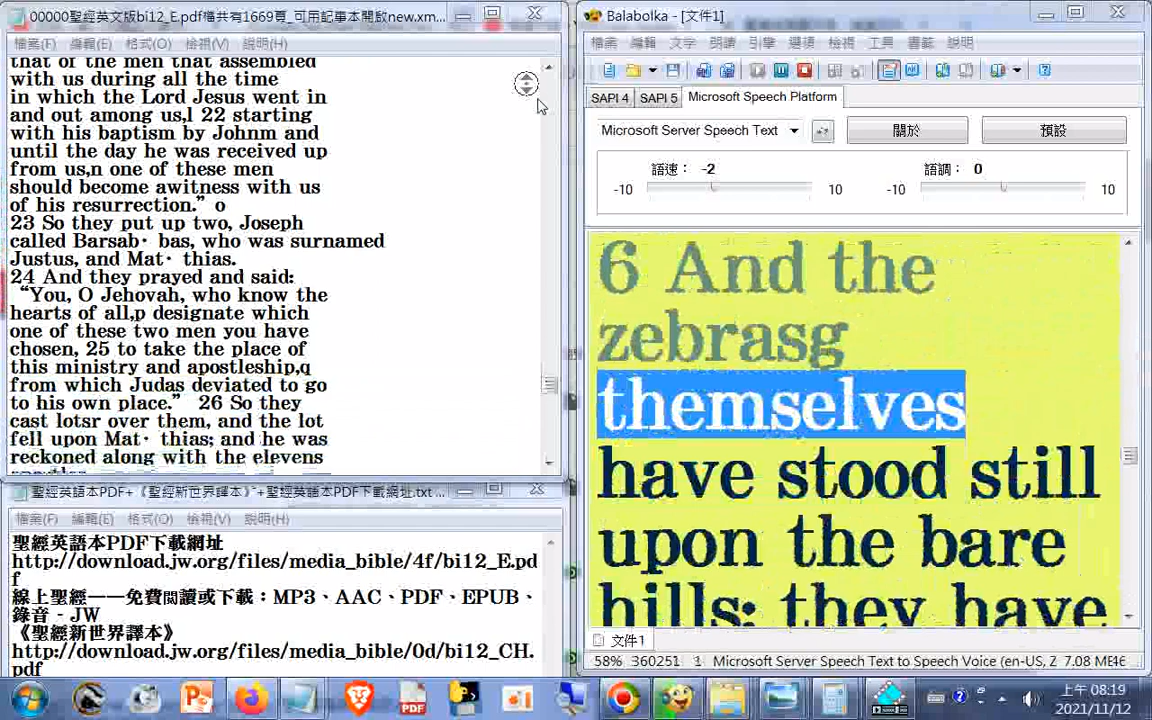 00000聖經英文版bi12_E.pdf檔共有1669頁_可用記事本開啟new.xm...
檔案(F) 編輯(E) 格式(O) 檢視(V) 說明(H)
that of the men that assembled
with us during all the time
in which the Lord Jesus went in
and out among us,l 22 starting
with his baptism by Johnm and
until the day he was received up
from us,n one of these men
should become awitness with us
of his resurrection.” o
23 So they put up two, Joseph
called Barsab· bas, who was surnamed
Justus, and Mat· thias.
24 And they prayed and said:
“You, O Jehovah, who know the
hearts of all,p designate which
one of these two men you have
chosen, 25 to take the place of
this ministry and apostleship,q
from which Judas deviated to go
to his own place.” 26 So they
cast lotsr over them, and the lot
fell upon Mat· thias; and he was
reckoned along with the elevens
聖經英語本PDF+《聖經新世界譯本》"+聖經英語本PDF下載網址.txt ...
檔案(F) 編輯(E) 格式(O) 檢視(V) 說明(H)
聖經英語本PDF下載網址
http://download.jw.org/files/media_bible/4f/bi12_E.pd
f
線上聖經——免費閱讀或下載：MP3、AAC、PDF、EPUB、
錄音 - JW
《聖經新世界譯本》
http://download.jw.org/files/media_bible/0d/bi12_CH.
pdf
Balabolka - [文件1]
檔案 編輯 文字 朗讀 引擎 選項 檢視 工具 書籤 說明
SAPI 4 SAPI 5 Microsoft Speech Platform
Microsoft Server Speech Text 關於 預設
語速： -2 語調： 0
-10 10 -10 10
6 And the
zebrasg
themselves
have stood still
upon the bare
hills; they have
文件1
58% 360251 1 Microsoft Server Speech Text to Speech Voice (en-US, Z 7.08 ME46
上午 08:19
2021/11/12